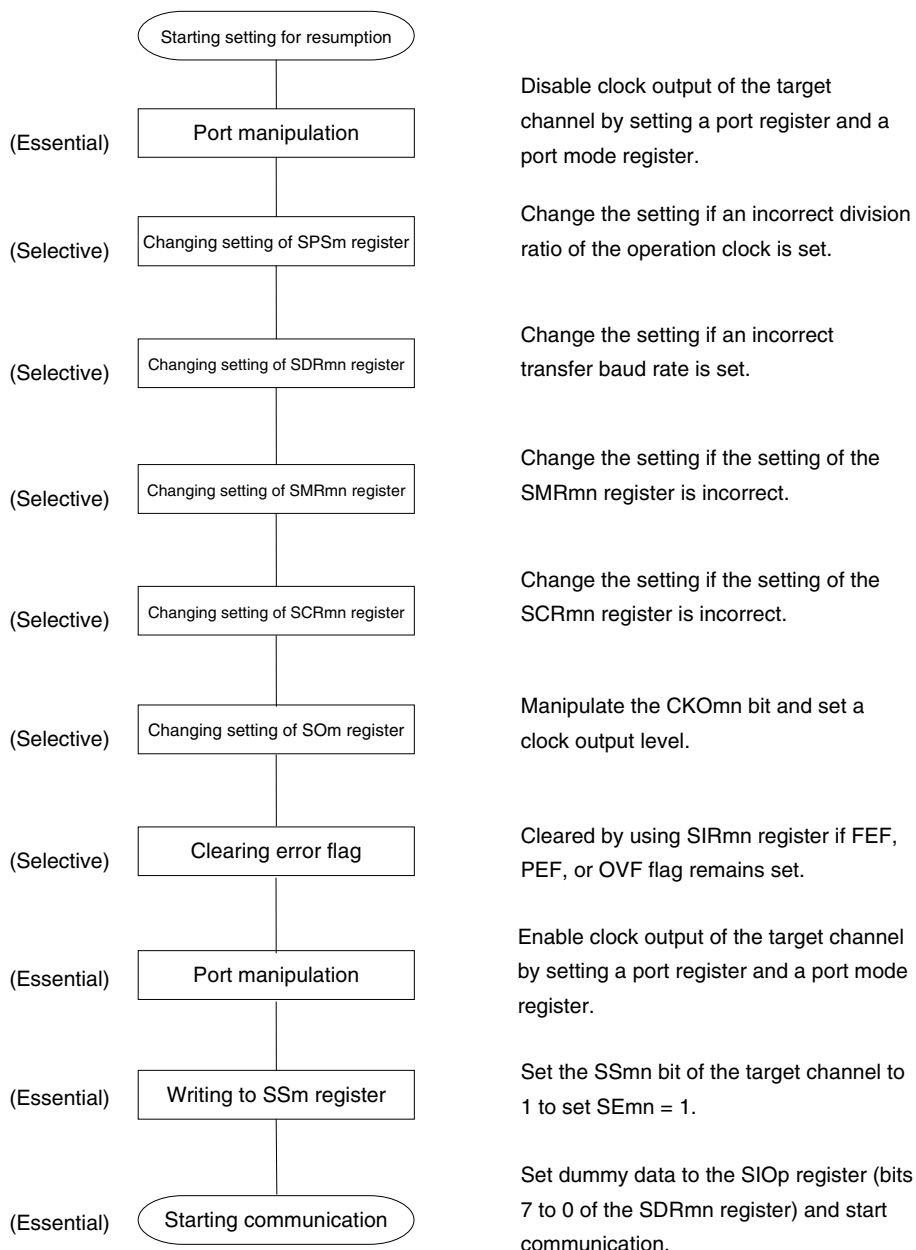 Starting setting for resumption
(Essential)
Port manipulation
Disable clock output of the target
channel by setting a port register and a
port mode register.
(Selective)
Changing setting of SPSm register
Change the setting if an incorrect division
ratio of the operation clock is set.
(Selective)
Changing setting of SDRmn register
Change the setting if an incorrect
transfer baud rate is set.
(Selective)
Changing setting of SMRmn register
Change the setting if the setting of the
SMRmn register is incorrect.
(Selective)
Changing setting of SCRmn register
Change the setting if the setting of the
SCRmn register is incorrect.
(Selective)
Changing setting of SOm register
Manipulate the CKOmn bit and set a
clock output level.
(Selective)
Clearing error flag
Cleared by using SIRmn register if FEF,
PEF, or OVF flag remains set.
(Essential)
Port manipulation
Enable clock output of the target channel
by setting a port register and a port mode
register.
(Essential)
Writing to SSm register
Set the SSmn bit of the target channel to
1 to set SEmn = 1.
(Essential)
Starting communication
Set dummy data to the SIOp register (bits
7 to 0 of the SDRmn register) and start
communication.